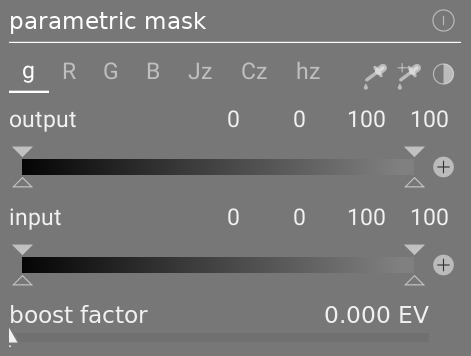 parametric mask
g R G B Jz Cz hz
output 0 0 100 100
input 0 0 100 100
boost factor 0.000 EV